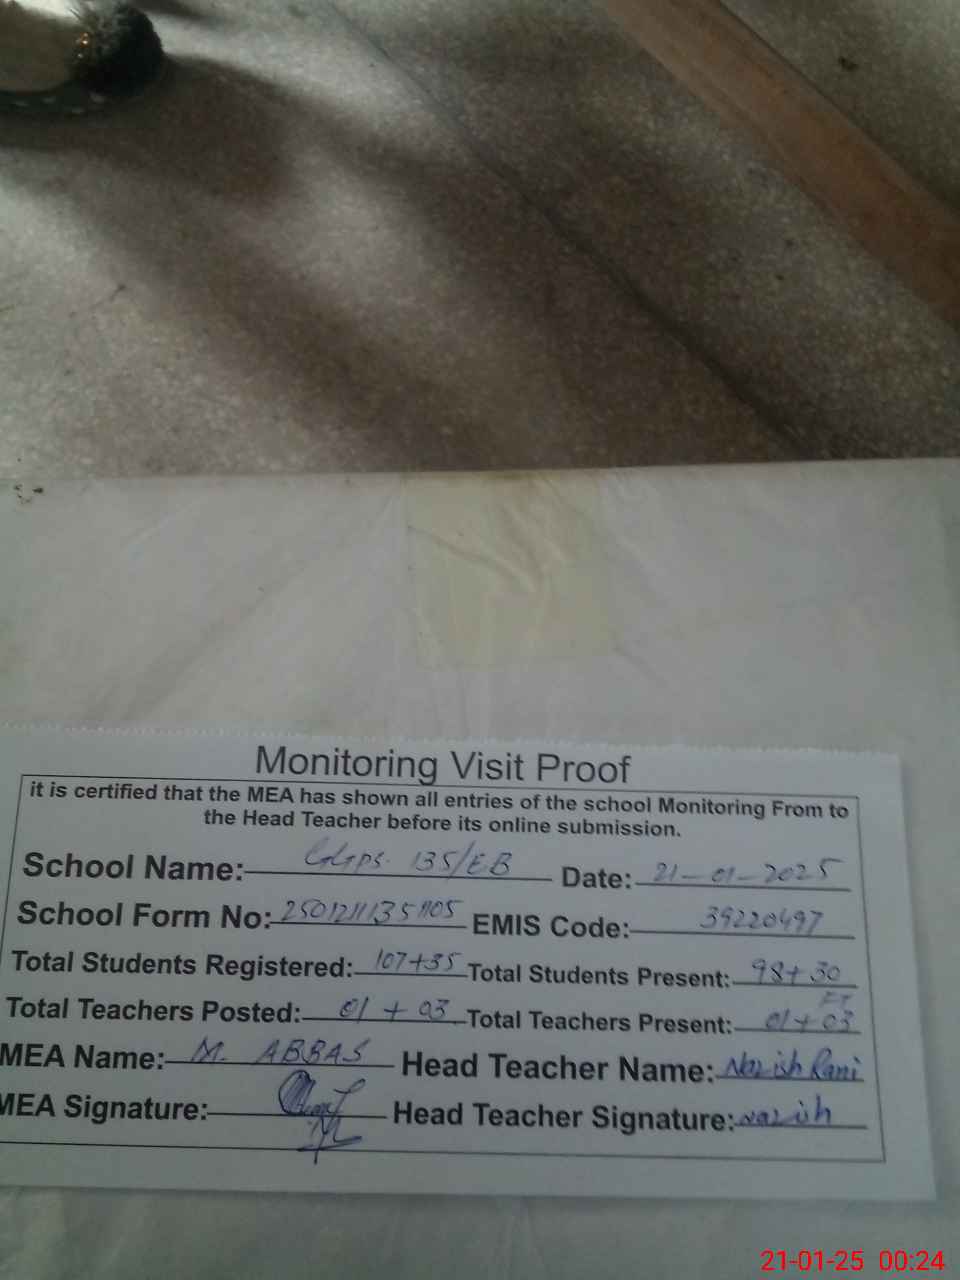 Monitoring Visit Proof
it is certified that the MEA has shown all entries of the school Monitoring From to
the Head Teacher before its online submission.
School Name: GGPS. 135/EB Date: 21-01-2025
School Form No: 25012111351105 EMIS Code: 39220497
Total Students Registered: 107+35 Total Students Present: 98+30
Total Teachers Posted: 01 + 03 Total Teachers Present: 01+03
MEA Name: M. ABBAS Head Teacher Name: Nazish Rani
MEA Signature: Head Teacher Signature: Nazish
21-01-25 00:24